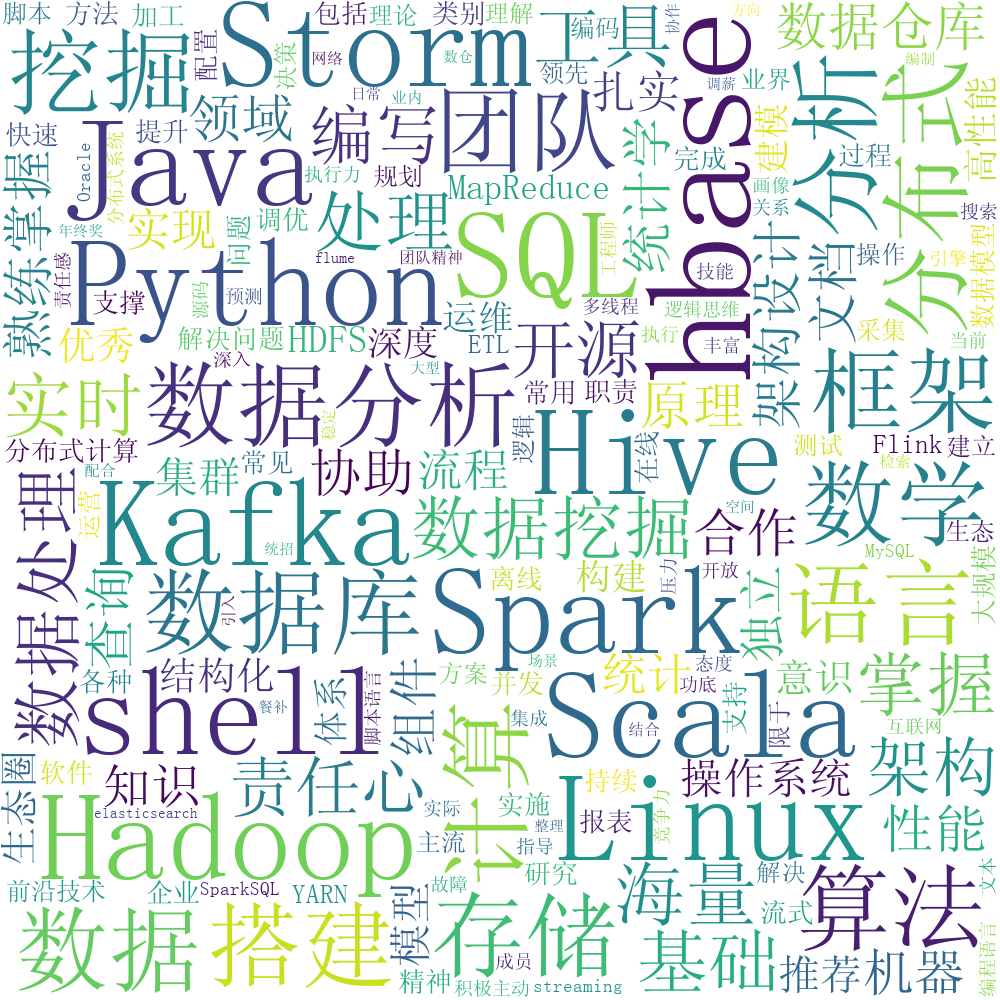 脚本
方法
加工
包括
理论
类别
理解
编码
工具
业界
方向
协作
数据仓库
挖掘
Storm
配置
决策
网络
数仓
领先
扎实
hbase
调薪
编制
分析
分布式
高性能
快速
提升
领域
日常
业内
编写
团队
统计学
完成
建模
过程
Java
Oracle
分布式系统
执行力
规划
MapReduce
画像
关系
搜索
熟练掌握
年终奖
实现
调优
问题
处理
SQL
工程师
技能
架构设计
文档
操作
数据模型
引擎
责任感
支撑
Python
flume
团队精神
预测
源码
运维
多线程
逻辑思维
采集
优秀
解决问题
HDFS
深度
ETL
开源
执行
丰富
当前
实时
深入
大型
数据分析
常用
职责
原理
框架
分布式计算
稳定
逻辑
在线
测试
Flink
建立
配合
集群
常见
协助
流程
Hive
检索
数据处理
运营
Kafka
数据挖掘
合作
数学
空间
生态
MySQL
统招
查询
引入
数据库
离线
构建
压力
开放
大规模
Spark
独立
语言
各种
shell
结构化
体系
脚本语言
组件
方案
场景
并发
统计
态度
功底
意识
掌握
餐补
集成
结合
支持
限于
Scala
互联网
生态圈
软件
知识
责任心
计算
持续
操作系统
架构
elasticsearch
Hadoop
实际
实施
整理
报表
竞争力
Linux
性能
主流
指导
前沿技术
企业
SparkSQL
YARN
模型
故障
研究
海量
解决
算法
文本
数据
搭建
存储
流式
成员
基础
推荐
机器
编程语言
精神
积极主动
streaming